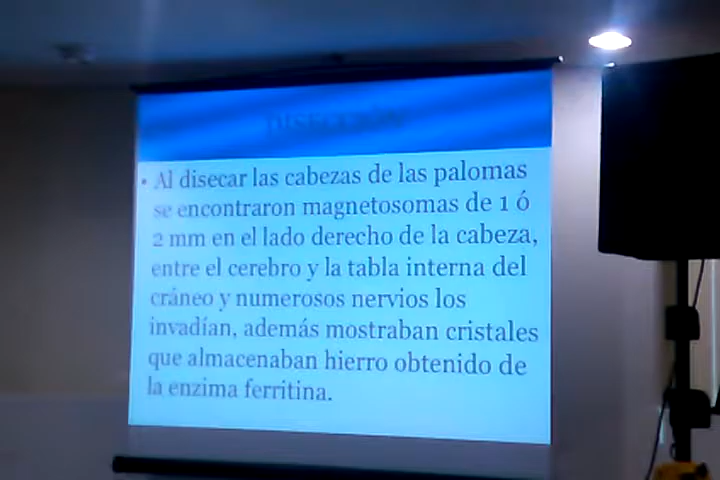 DISECCIÓN
• Al disecar las cabezas de las palomas
se encontraron magnetosomas de 1 ó
2 mm en el lado derecho de la cabeza,
entre el cerebro y la tabla interna del
cráneo y numerosos nervios los
invadían, además mostraban cristales
que almacenaban hierro obtenido de
la enzima ferritina.